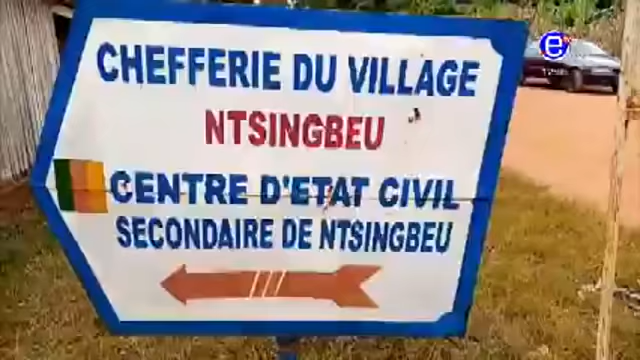 CHEFFERIE DU VILLAGE
NTSINGBEU
CENTRE D'ETAT CIVIL
SECONDAIRE DE NTSINGBEU